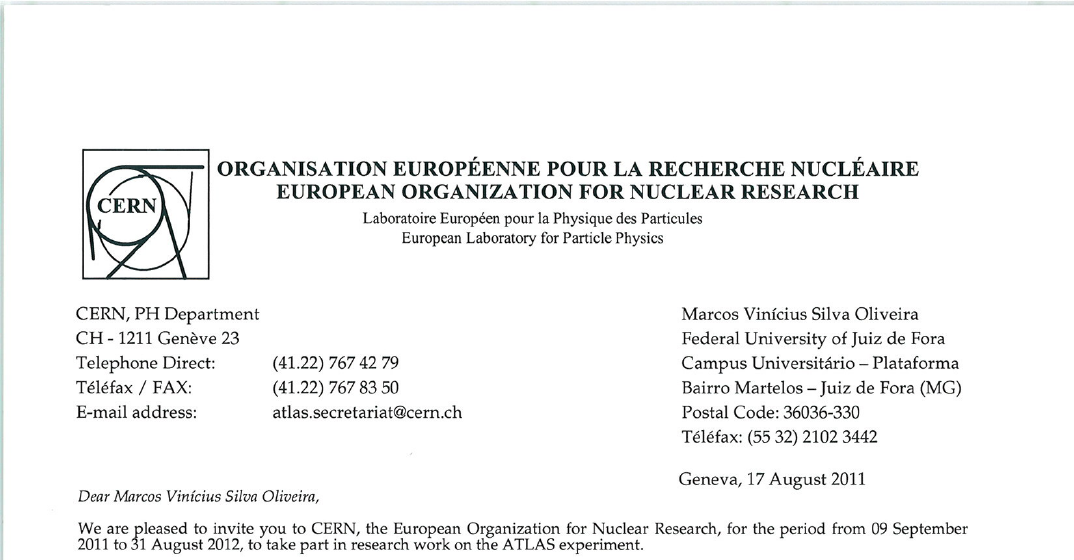 CERN
ORGANISATION EUROPÉENNE POUR LA RECHERCHE NUCLÉAIRE
EUROPEAN ORGANIZATION FOR NUCLEAR RESEARCH
Laboratoire Européen pour la Physique des Particules
European Laboratory for Particle Physics
CERN, PH Department
CH - 1211 Genève 23
Telephone Direct: (41.22) 767 42 79
Téléfax / FAX: (41.22) 767 83 50
E-mail address: atlas.secretariat@cern.ch
Marcos Vinícius Silva Oliveira
Federal University of Juiz de Fora
Campus Universitário – Plataforma
Bairro Martelos – Juiz de Fora (MG)
Postal Code: 36036-330
Téléfax: (55 32) 2102 3442
Geneva, 17 August 2011
Dear Marcos Vinícius Silva Oliveira,
We are pleased to invite you to CERN, the European Organization for Nuclear Research, for the period from 09 September
2011 to 31 August 2012, to take part in research work on the ATLAS experiment.